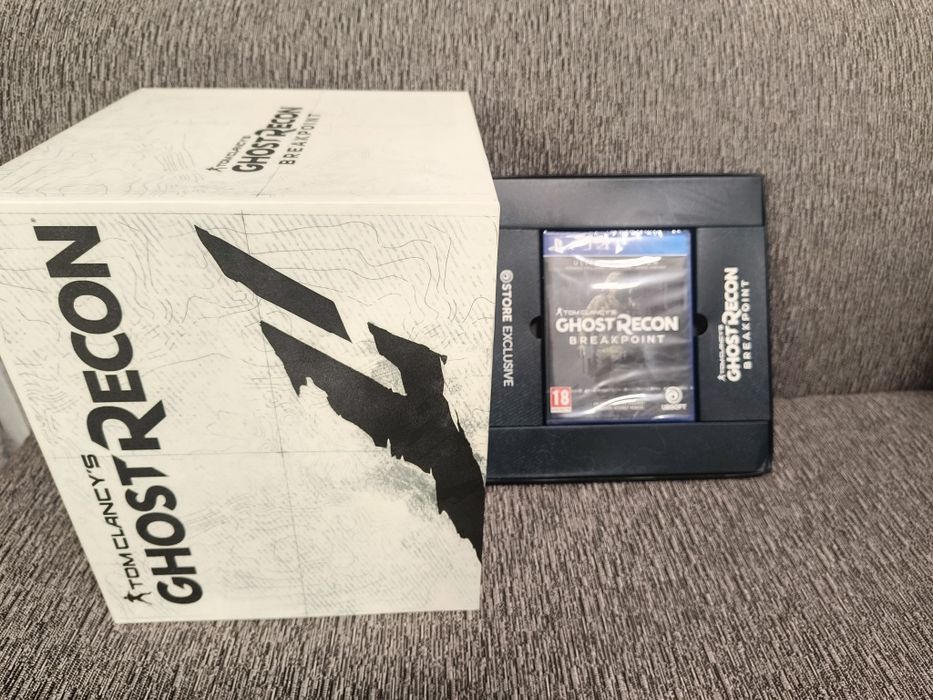 TOM CLANCY'S
GHOST RECON
BREAKPOINT
TOM CLANCY'S
GHOST RECON
STORE EXCLUSIVE
TOM CLANCY'S
GHOST RECON
BREAKPOINT
18
UBISOFT
TOM CLANCY'S
GHOST RECON
BREAKPOINT